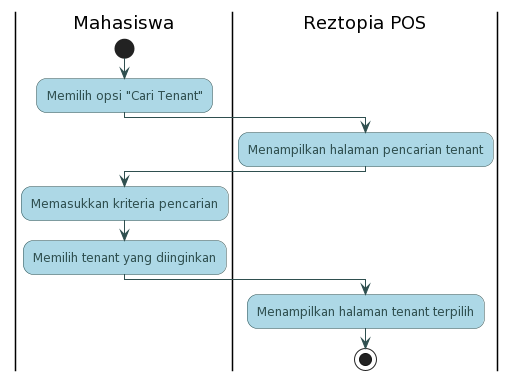 Mahasiswa
Reztopia POS
Memilih opsi "Cari Tenant"
Menampilkan halaman pencarian tenant
Memasukkan kriteria pencarian
Memilih tenant yang diinginkan
Menampilkan halaman tenant terpilih